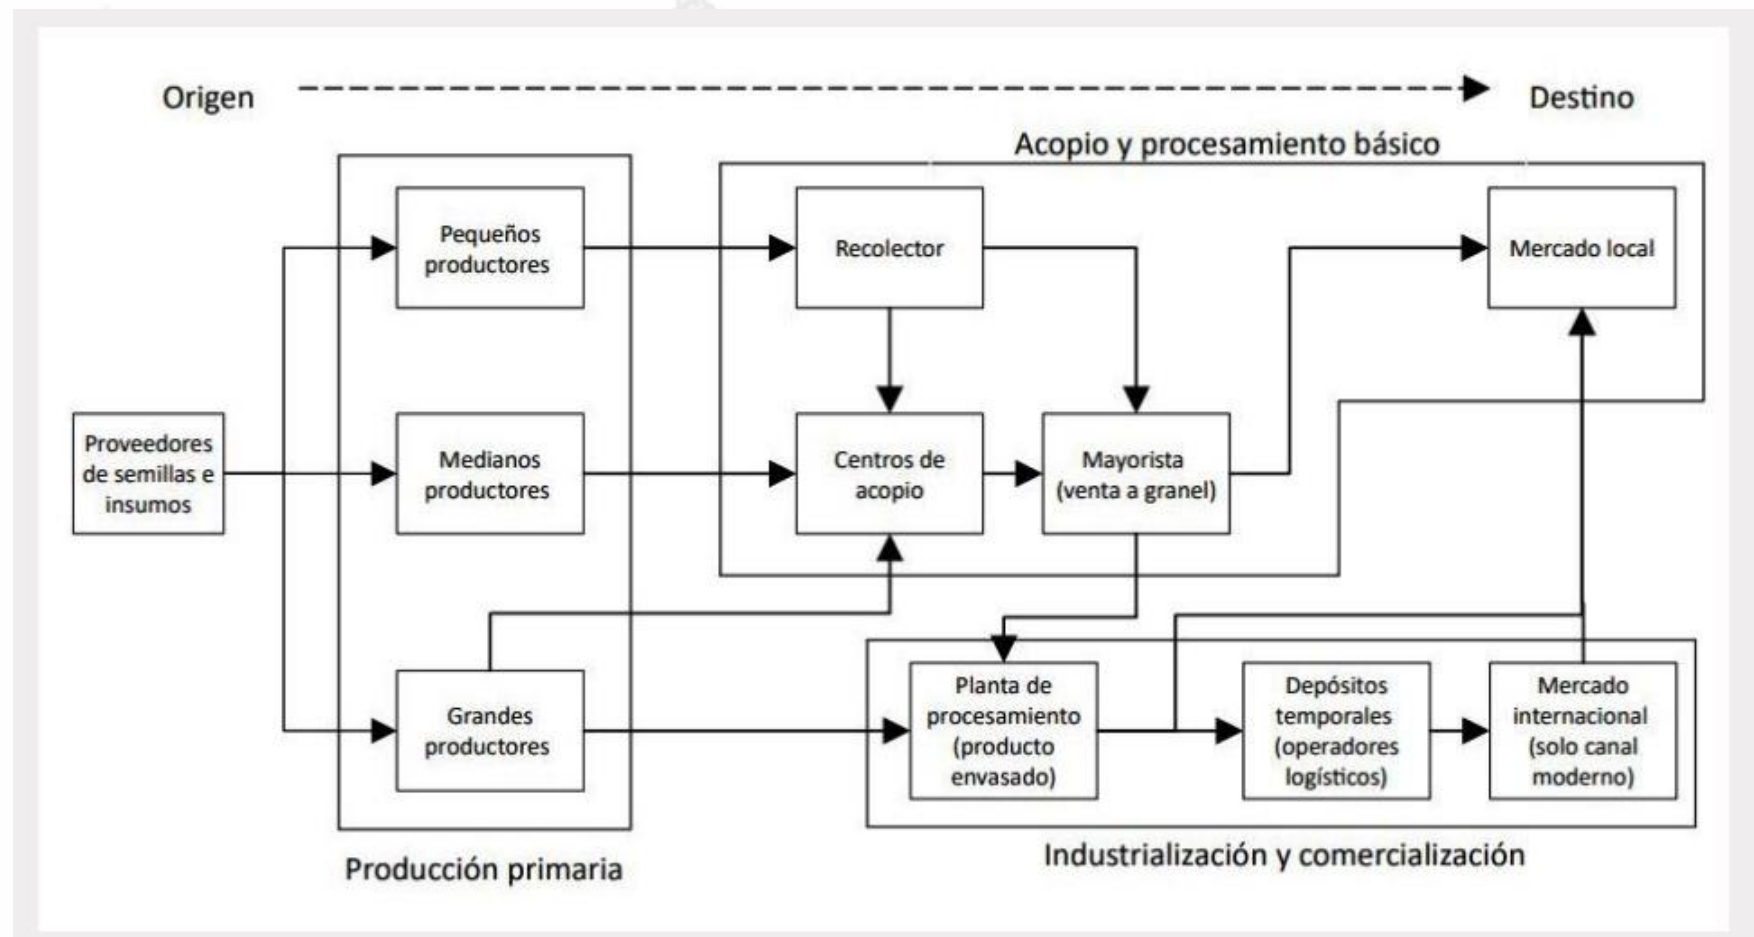 Origen
Destino
Acopio y procesamiento básico
Pequeños
productores
Recolector
Mercado local
Proveedores
de semillas e
insumos
Medianos
productores
Centros de
acopio
Mayorista
(venta a granel)
Grandes
productores
Planta de
procesamiento
(producto
envasado)
Depósitos
temporales
(operadores
logísticos)
Mercado
internacional
(solo canal
moderno)
Producción primaria
Industrialización y comercialización